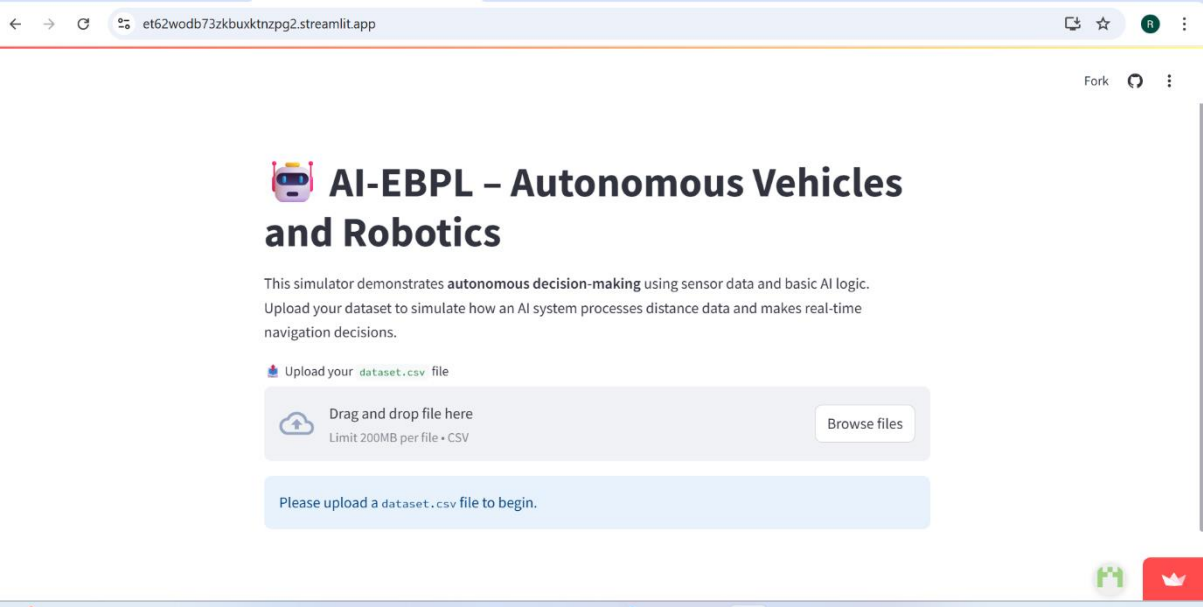 et62wodb73zkbuxktnzpg2.streamlit.app
R
Fork
AI-EBPL – Autonomous Vehicles
and Robotics
This simulator demonstrates autonomous decision-making using sensor data and basic AI logic.
Upload your dataset to simulate how an AI system processes distance data and makes real-time
navigation decisions.
Upload your dataset.csv file
Drag and drop file here
Limit 200MB per file • CSV
Browse files
Please upload a dataset.csv file to begin.